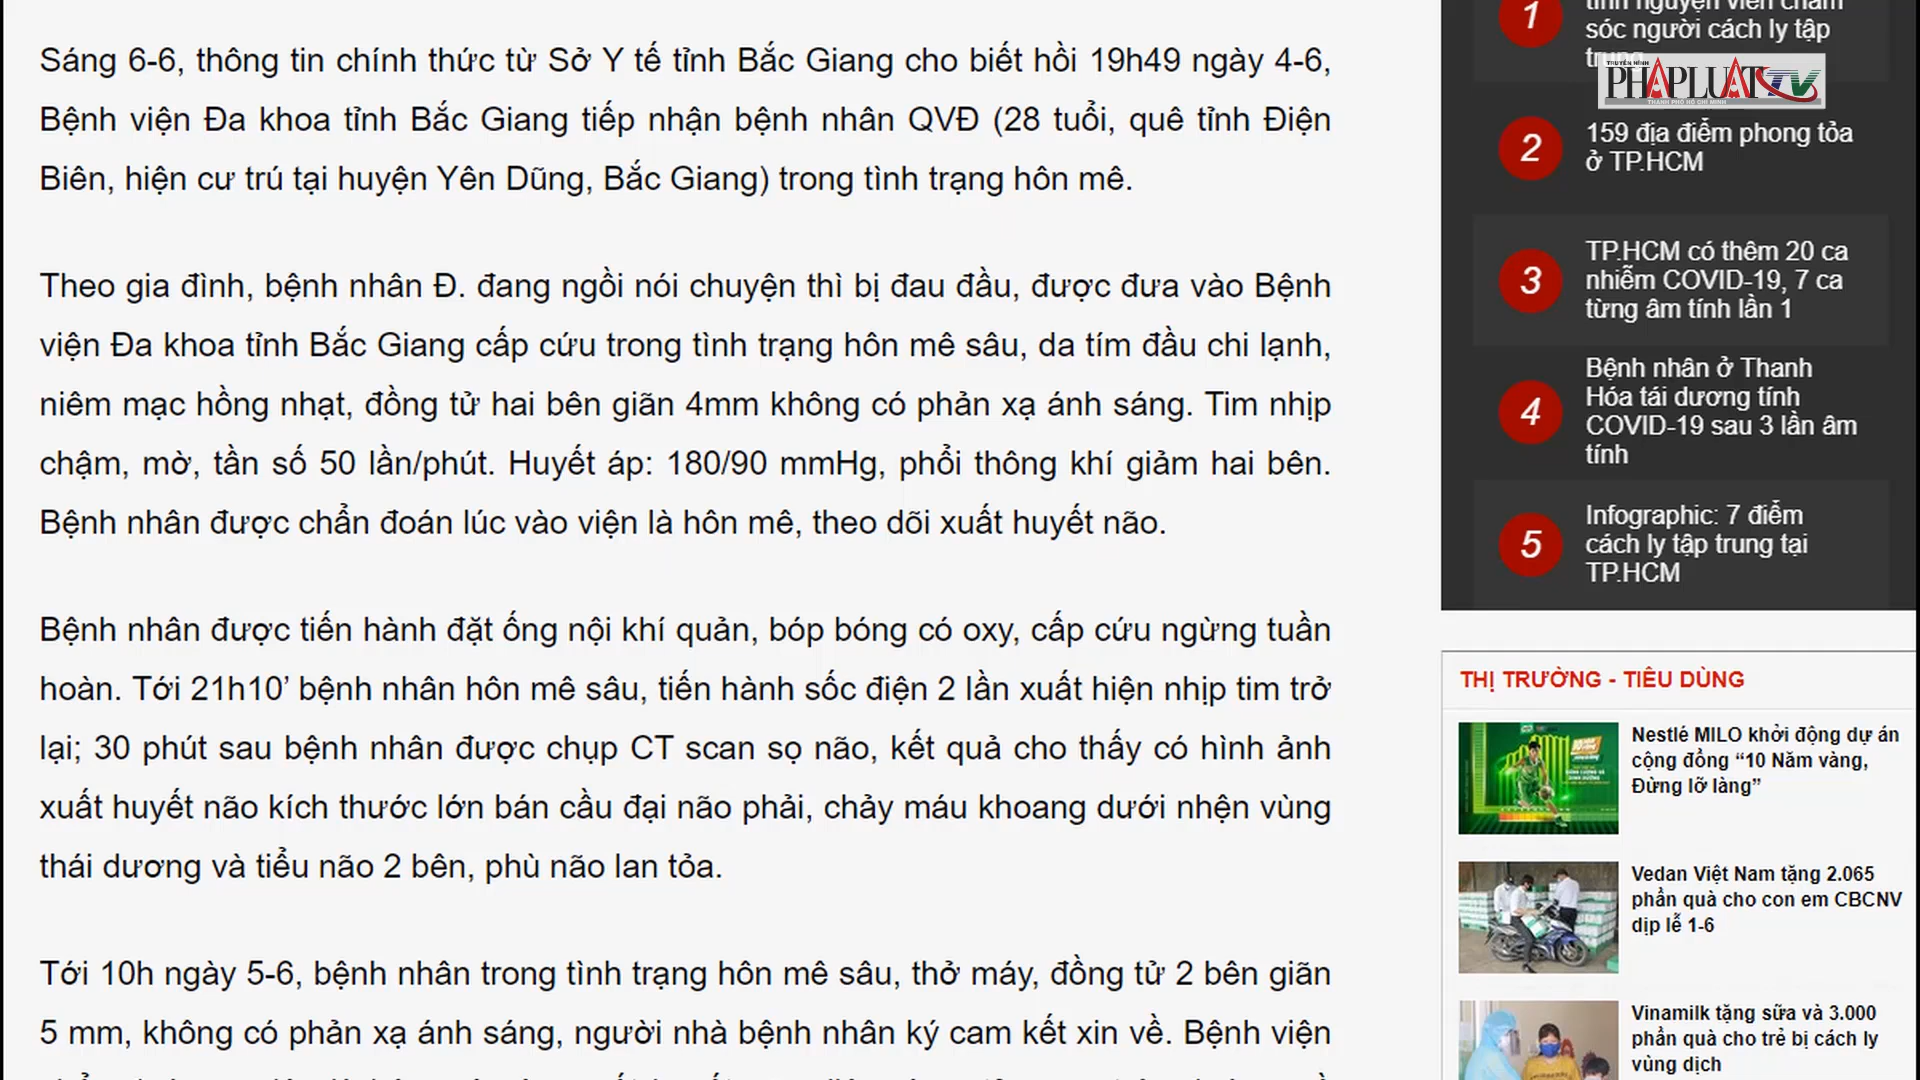 Sáng 6-6, thông tin chính thức từ Sở Y tế tỉnh Bắc Giang cho biết hồi 19h49 ngày 4-6,
Bệnh viện Đa khoa tỉnh Bắc Giang tiếp nhận bệnh nhân QVĐ (28 tuổi, quê tỉnh Điện
Biên, hiện cư trú tại huyện Yên Dũng, Bắc Giang) trong tình trạng hôn mê.
Theo gia đình, bệnh nhân Đ. đang ngồi nói chuyện thì bị đau đầu, được đưa vào Bệnh
viện Đa khoa tỉnh Bắc Giang cấp cứu trong tình trạng hôn mê sâu, da tím đầu chi lạnh,
niêm mạc hồng nhạt, đồng tử hai bên giãn 4mm không có phản xạ ánh sáng. Tim nhịp
chậm, mờ, tần số 50 lần/phút. Huyết áp: 180/90 mmHg, phổi thông khí giảm hai bên.
Bệnh nhân được chẩn đoán lúc vào viện là hôn mê, theo dõi xuất huyết não.
Bệnh nhân được tiến hành đặt ống nội khí quản, bóp bóng có oxy, cấp cứu ngừng tuần
hoàn. Tới 21h10’ bệnh nhân hôn mê sâu, tiến hành sốc điện 2 lần xuất hiện nhịp tim trở
lại; 30 phút sau bệnh nhân được chụp CT scan sọ não, kết quả cho thấy có hình ảnh
xuất huyết não kích thước lớn bán cầu đại não phải, chảy máu khoang dưới nhện vùng
thái dương và tiểu não 2 bên, phù não lan tỏa.
Tới 10h ngày 5-6, bệnh nhân trong tình trạng hôn mê sâu, thở máy, đồng tử 2 bên giãn
5 mm, không có phản xạ ánh sáng, người nhà bệnh nhân ký cam kết xin về. Bệnh viện
1
tình nguyện viên chăm
sóc người cách ly tập
trung
TRUYỀN HÌNH
PHÁPLUẬT TV
THÀNH PHỐ HỒ CHÍ MINH
2
159 địa điểm phong tỏa
ở TP.HCM
3
TP.HCM có thêm 20 ca
nhiễm COVID-19, 7 ca
từng âm tính lần 1
4
Bệnh nhân ở Thanh
Hóa tái dương tính
COVID-19 sau 3 lần âm
tính
5
Infographic: 7 điểm
cách ly tập trung tại
TP.HCM
THỊ TRƯỜNG - TIÊU DÙNG
Nestlé MILO khởi động dự án
cộng đồng “10 Năm vàng,
Đừng lỡ làng”
Vedan Việt Nam tặng 2.065
phần quà cho con em CBCNV
dịp lễ 1-6
Vinamilk tặng sữa và 3.000
phần quà cho trẻ bị cách ly
vùng dịch